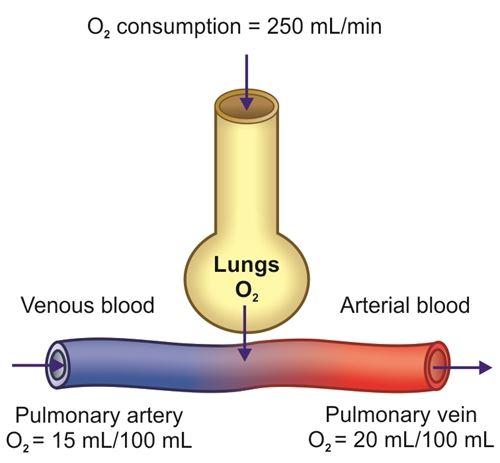 O₂ consumption = 250 mL/min
Lungs
O₂
Venous blood
Arterial blood
Pulmonary artery
O₂ = 15 mL/100 mL
Pulmonary vein
O₂ = 20 mL/100 mL